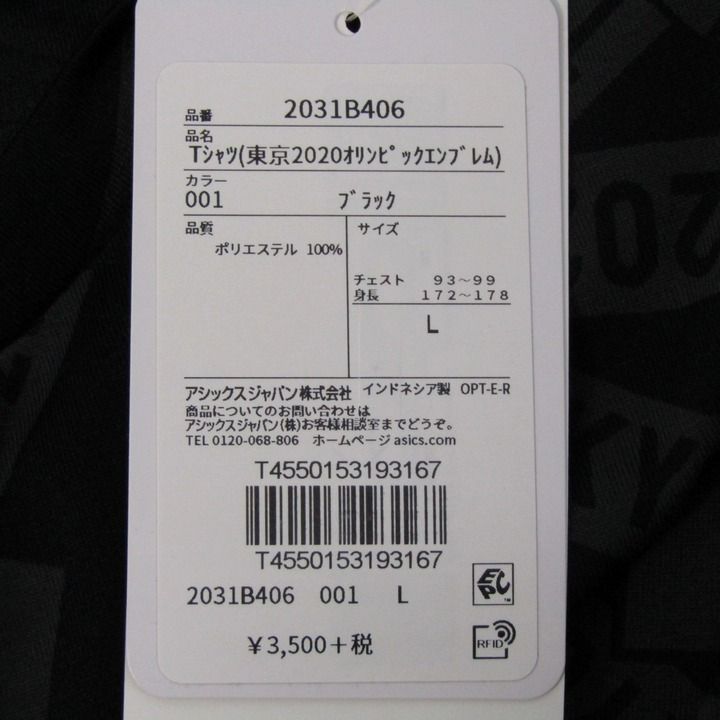 品番 2031B406
品名
Tシャツ(東京2020オリンピックエンブレム)
カラー
001 ブラック
品質 サイズ
ポリエステル 100%
チェスト 93～99
身長 172～178
L
アシックスジャパン株式会社 インドネシア製 OPT-E-R
商品についてのお問い合わせは
アシックスジャパン(株)お客様相談室までどうぞ。
TEL 0120-068-806 ホームページ asics.com
T4550153193167
T4550153193167
2031B406 001 L
EPC
¥3,500+税
RFID